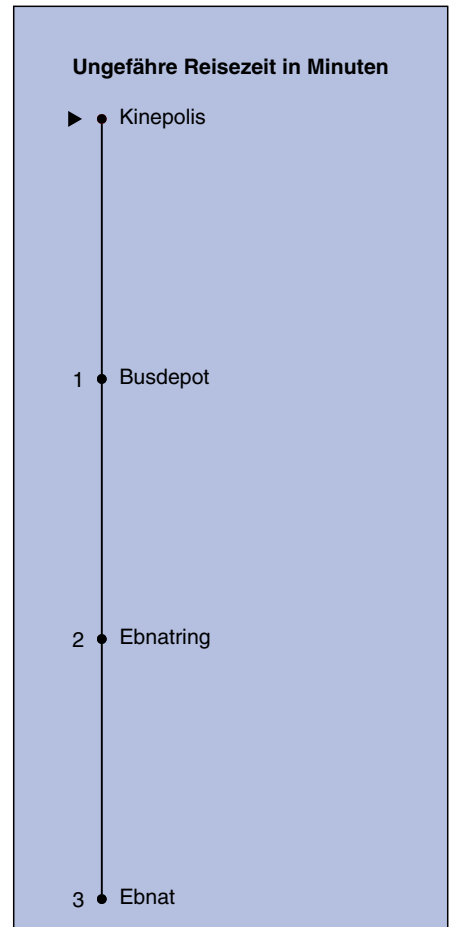 Ungefähre Reisezeit in Minuten
Kinepolis
1 Busdepot
2 Ebnatring
3 Ebnat